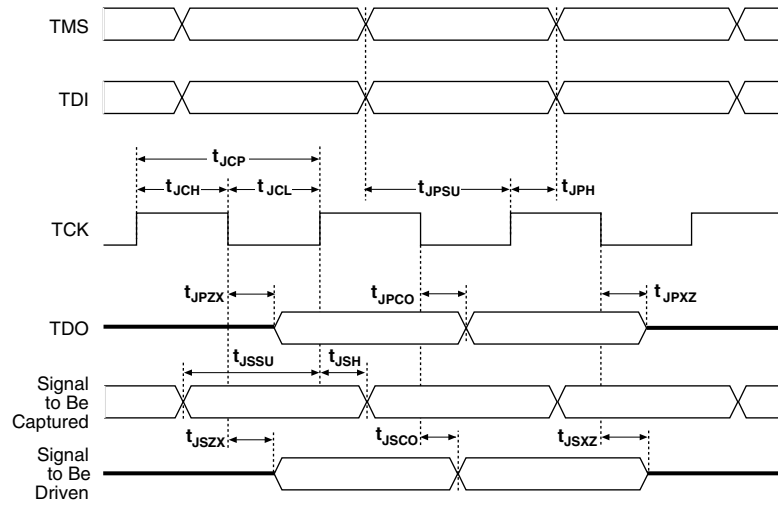 TMS
TDI
tJCP
tJCH
tJCL
tJPSU
tJPH
TCK
tJPZX
tJPCO
tJPXZ
TDO
tJSSU
tJSH
Signal
to Be
Captured
tJSZX
tJSCO
tJSXZ
Signal
to Be
Driven